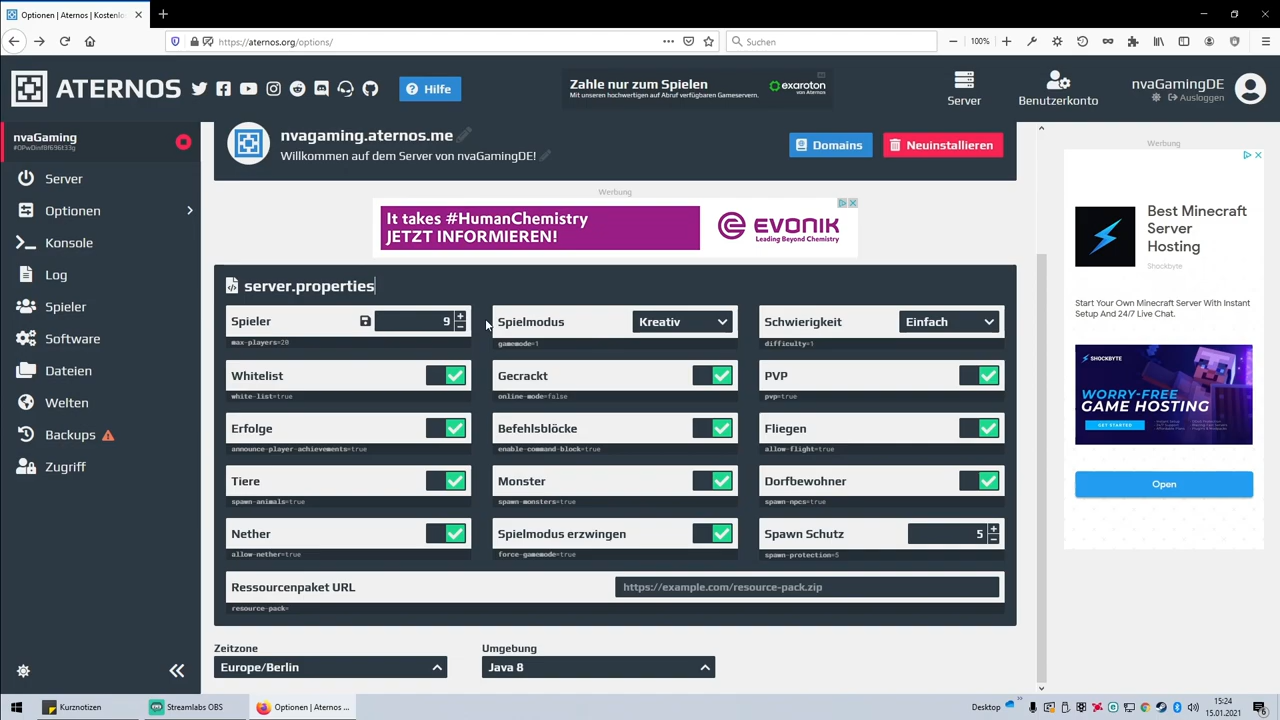 Optionen | Aternos | Kostenlos
https://aternos.org/options/
Suchen
100%
ATERNOS
Hilfe
Zahle nur zum Spielen
Mit unseren hochwertigen auf Abruf verfügbaren Gameservern.
exaroton
von Aternos
Server
Benutzerkonto
nvaGamingDE
Ausloggen
nvaGaming
Server
Optionen
Konsole
Log
Spieler
Software
Dateien
Welten
Backups
Zugriff
nvagaming.aternos.me
Willkommen auf dem Server von nvaGamingDE!
Domains
Neuinstallieren
Werbung
It takes #HumanChemistry
JETZT INFORMIEREN!
EVONIK
Leading Beyond Chemistry
server.properties
Spieler 9
max-players=20
Spielmodus Kreativ
gamemode=1
Schwierigkeit Einfach
difficulty=1
Whitelist
white-list=true
Gecrackt
online-mode=false
PVP
pvp=true
Erfolge
announce-player-achievements=true
Befehlsblöcke
enable-command-block=true
Fliegen
allow-flight=true
Tiere
spawn-animals=true
Monster
spawn-monsters=true
Dorfbewohner
spawn-npcs=true
Nether
allow-nether=true
Spielmodus erzwingen
force-gamemode=true
Spawn Schutz 5
spawn-protection=5
Ressourcenpaket URL
https://example.com/resource-pack.zip
resource-pack=
Zeitzone
Europe/Berlin
Umgebung
Java 8
Werbung
Best Minecraft
Server
Hosting
Shockbyte
Start Your Own Minecraft Server With Instant
Setup And 24/7 Live Chat.
SHOCKBYTE
WORRY-FREE
GAME HOSTING
GET STARTED
Open
Kurznotizen
Streamlabs OBS
Optionen | Aternos ...
Desktop
15:24
15.01.2021